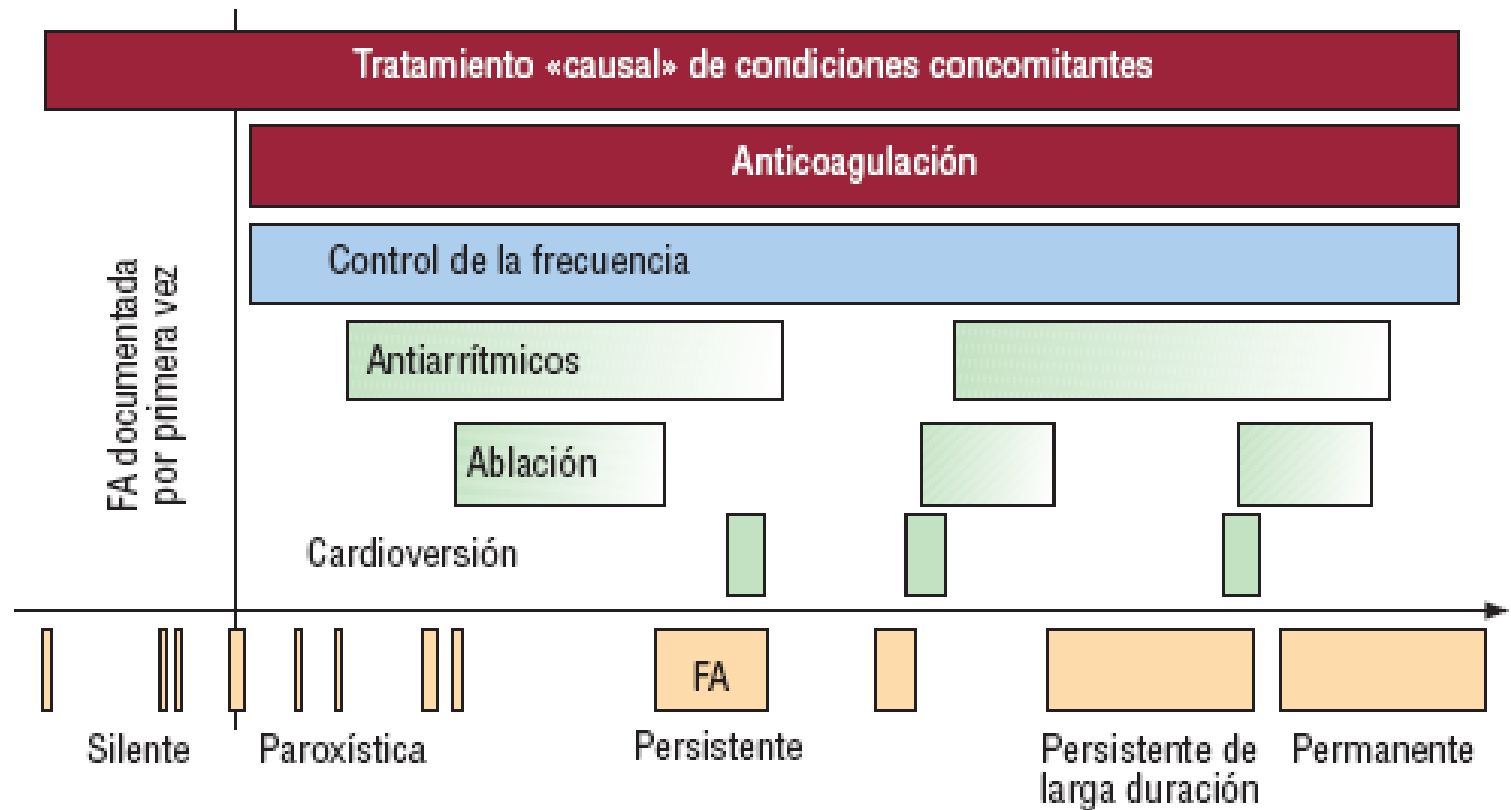 Tratamiento «causal» de condiciones concomitantes
Anticoagulación
Control de la frecuencia
FA documentada
por primera vez
Antiarrítmicos
Ablación
Cardioversión
FA
Silente
Paroxística
Persistente
Persistente de
larga duración
Permanente